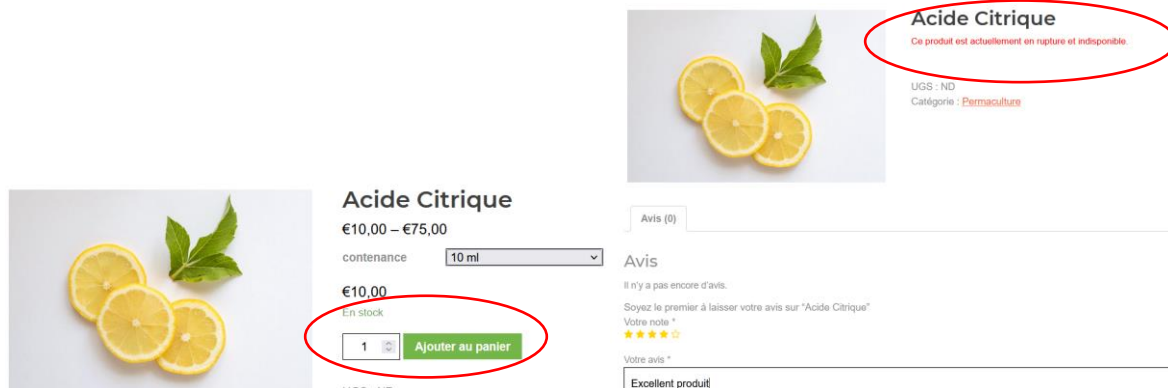 Acide Citrique
€10,00 – €75,00
contenance 10 ml
€10,00
En stock
1 Ajouter au panier
Acide Citrique
Ce produit est actuellement en rupture et indisponible.
UGS : ND
Catégorie : Permaculture
Avis (0)
Avis
Il n'y a pas encore d'avis.
Soyez le premier à laisser votre avis sur “Acide Citrique”
Votre note *
Votre avis *
Excellent produit